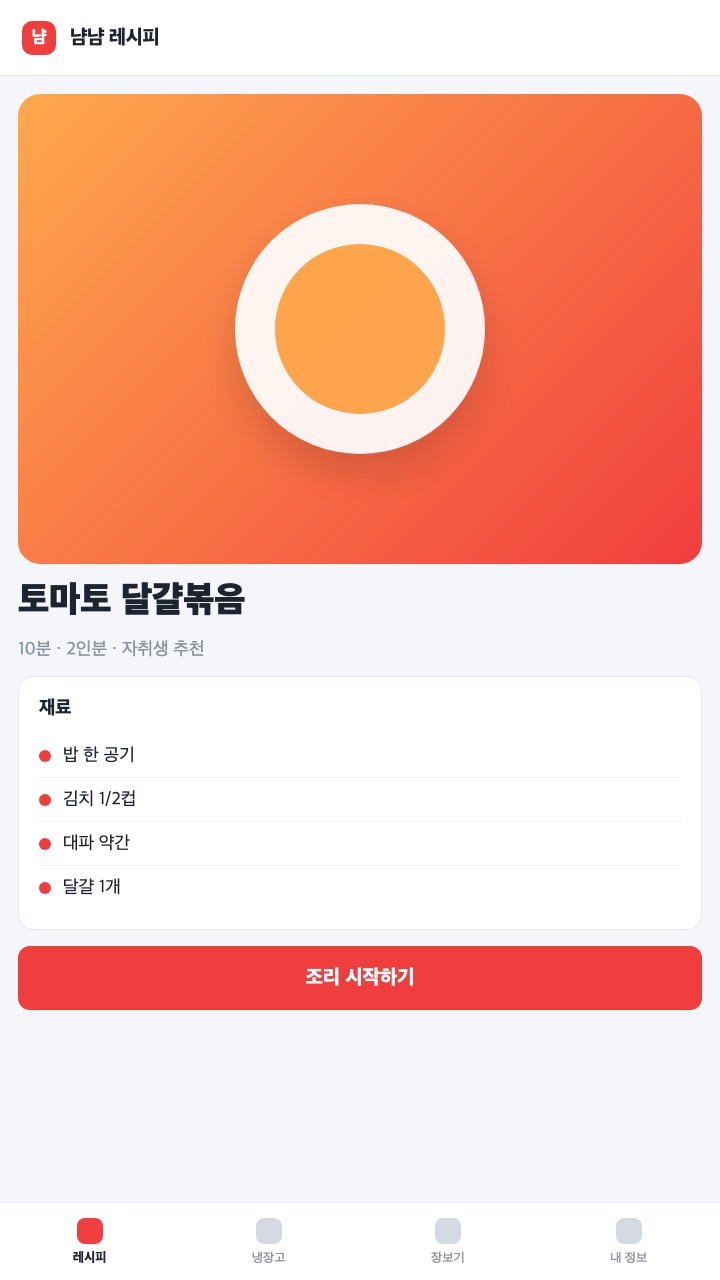 냠 냠냠 레시피
토마토 달걀볶음
10분 · 2인분 · 자취생 추천
재료
밥 한 공기
김치 1/2컵
대파 약간
달걀 1개
조리 시작하기
레시피 냉장고 장보기 내 정보